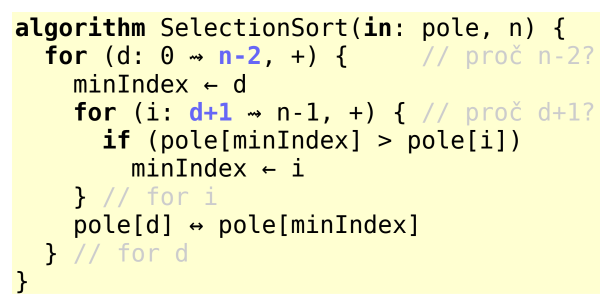 algorithm SelectionSort(in: pole, n) {
for (d: 0 ⇝ n-2, +) { // proč n-2?
minIndex ← d
for (i: d+1 ⇝ n-1, +) { // proč d+1?
if (pole[minIndex] > pole[i])
minIndex ← i
} // for i
pole[d] ↔ pole[minIndex]
} // for d
}